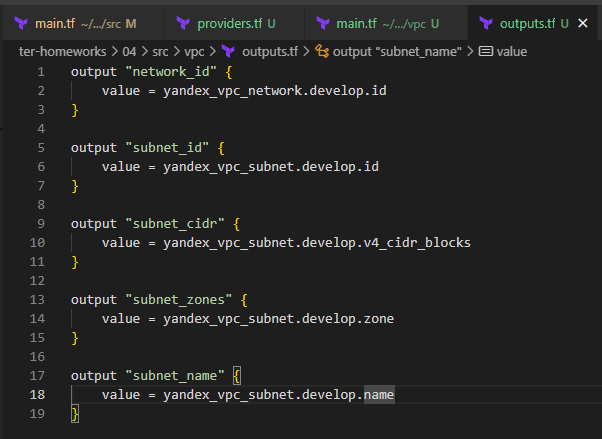 main.tf ~/.../src M providers.tf U main.tf ~/.../vpc U outputs.tf U ×
ter-homeworks > 04 > src > vpc > outputs.tf > output "subnet_name" > value
1 output "network_id" {
2 value = yandex_vpc_network.develop.id
3 }
4
5 output "subnet_id" {
6 value = yandex_vpc_subnet.develop.id
7 }
8
9 output "subnet_cidr" {
10 value = yandex_vpc_subnet.develop.v4_cidr_blocks
11 }
12
13 output "subnet_zones" {
14 value = yandex_vpc_subnet.develop.zone
15 }
16
17 output "subnet_name" {
18 value = yandex_vpc_subnet.develop.name
19 }